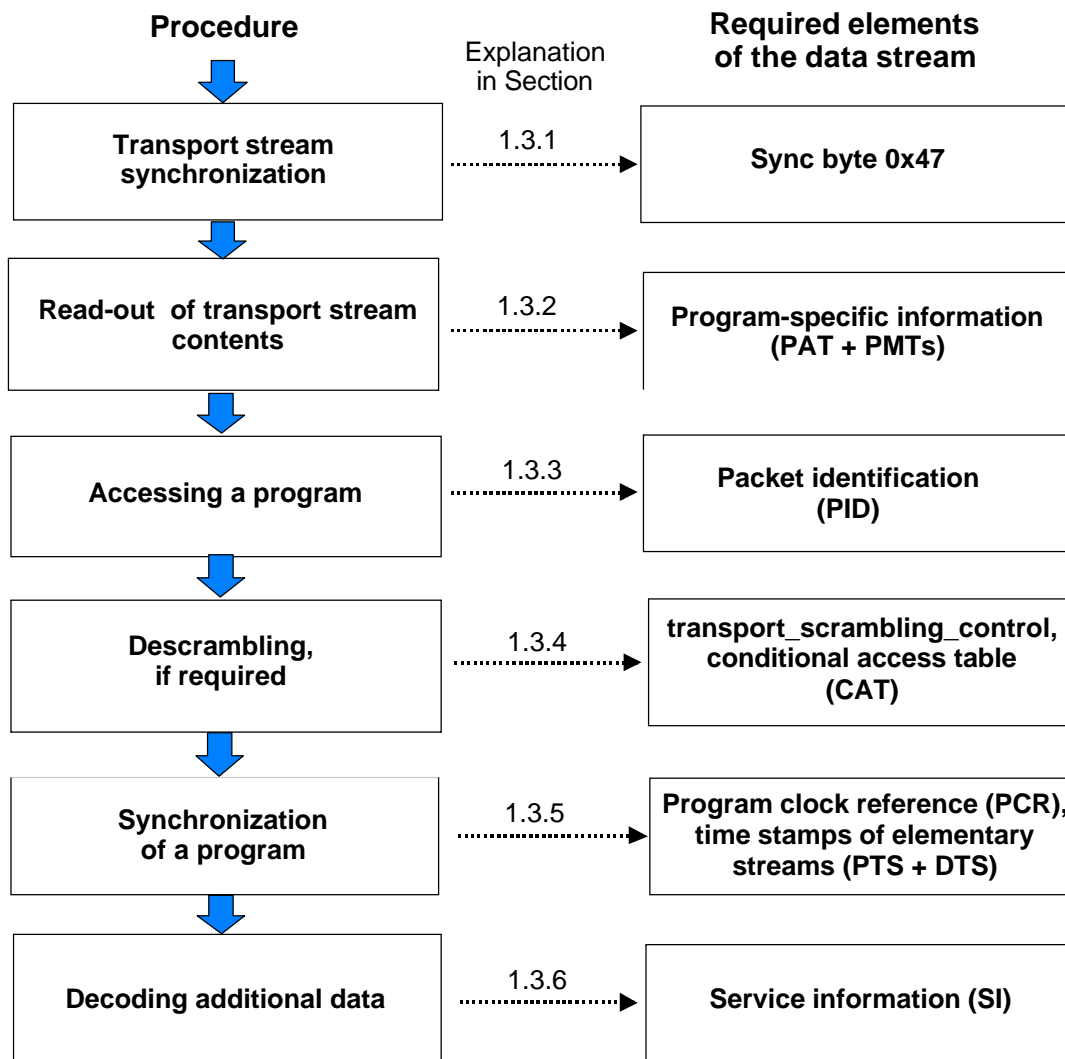 Procedure
Explanation
in Section
Required elements
of the data stream
Transport stream
synchronization
1.3.1
Sync byte 0x47
Read-out of transport stream
contents
1.3.2
Program-specific information
(PAT + PMTs)
Accessing a program
1.3.3
Packet identification
(PID)
Descrambling,
if required
1.3.4
transport_scrambling_control,
conditional access table
(CAT)
Synchronization
of a program
1.3.5
Program clock reference (PCR),
time stamps of elementary
streams (PTS + DTS)
Decoding additional data
1.3.6
Service information (SI)